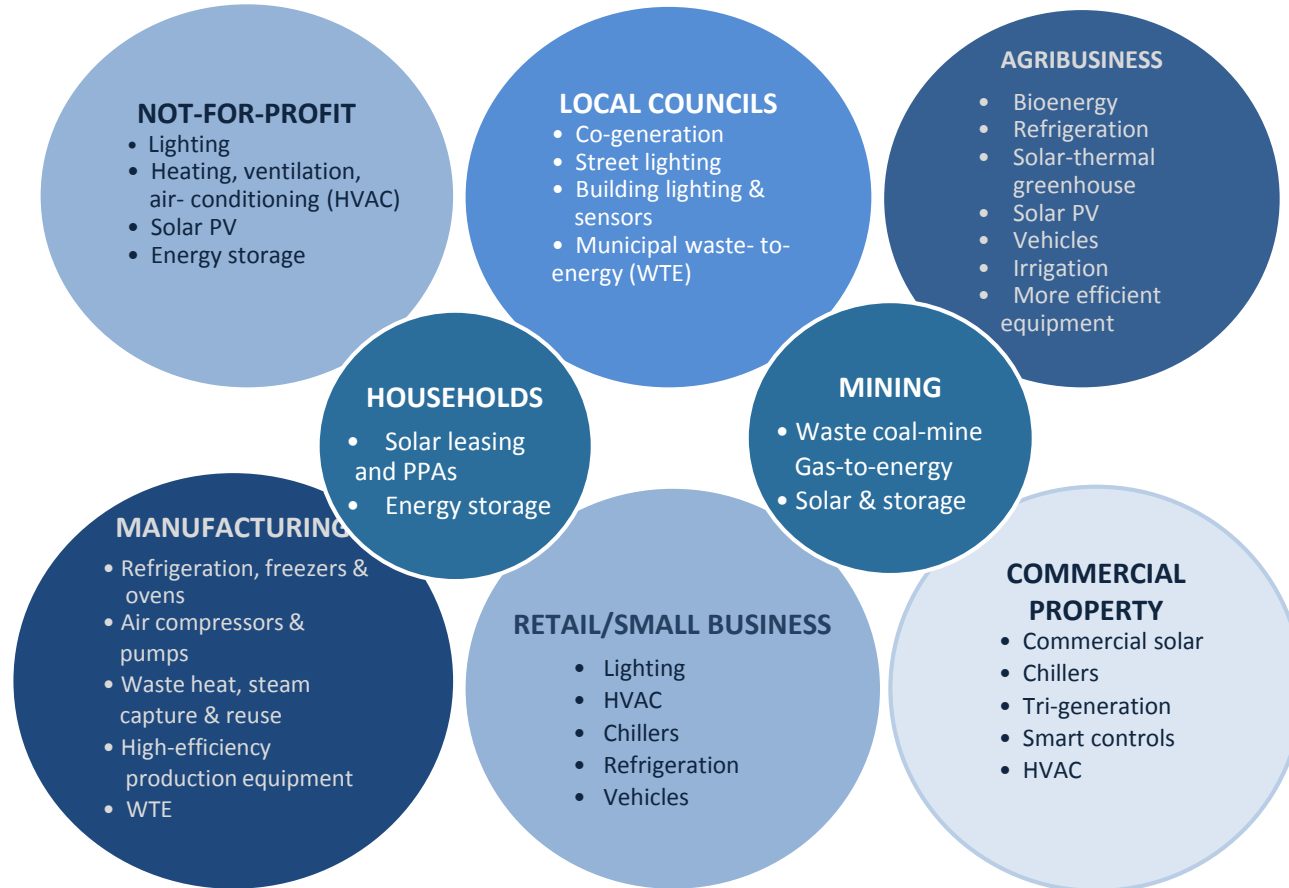 NOT-FOR-PROFIT
• Lighting
• Heating, ventilation,
air- conditioning (HVAC)
• Solar PV
• Energy storage
LOCAL COUNCILS
• Co-generation
• Street lighting
• Building lighting &
sensors
• Municipal waste- to-
energy (WTE)
AGRIBUSINESS
• Bioenergy
• Refrigeration
• Solar-thermal
greenhouse
• Solar PV
• Vehicles
• Irrigation
• More efficient
equipment
HOUSEHOLDS
• Solar leasing
and PPAs
• Energy storage
MINING
• Waste coal-mine
Gas-to-energy
• Solar & storage
MANUFACTURING
• Refrigeration, freezers &
ovens
• Air compressors &
pumps
• Waste heat, steam
capture & reuse
• High-efficiency
production equipment
• WTE
RETAIL/SMALL BUSINESS
• Lighting
• HVAC
• Chillers
• Refrigeration
• Vehicles
COMMERCIAL
PROPERTY
• Commercial solar
• Chillers
• Tri-generation
• Smart controls
• HVAC